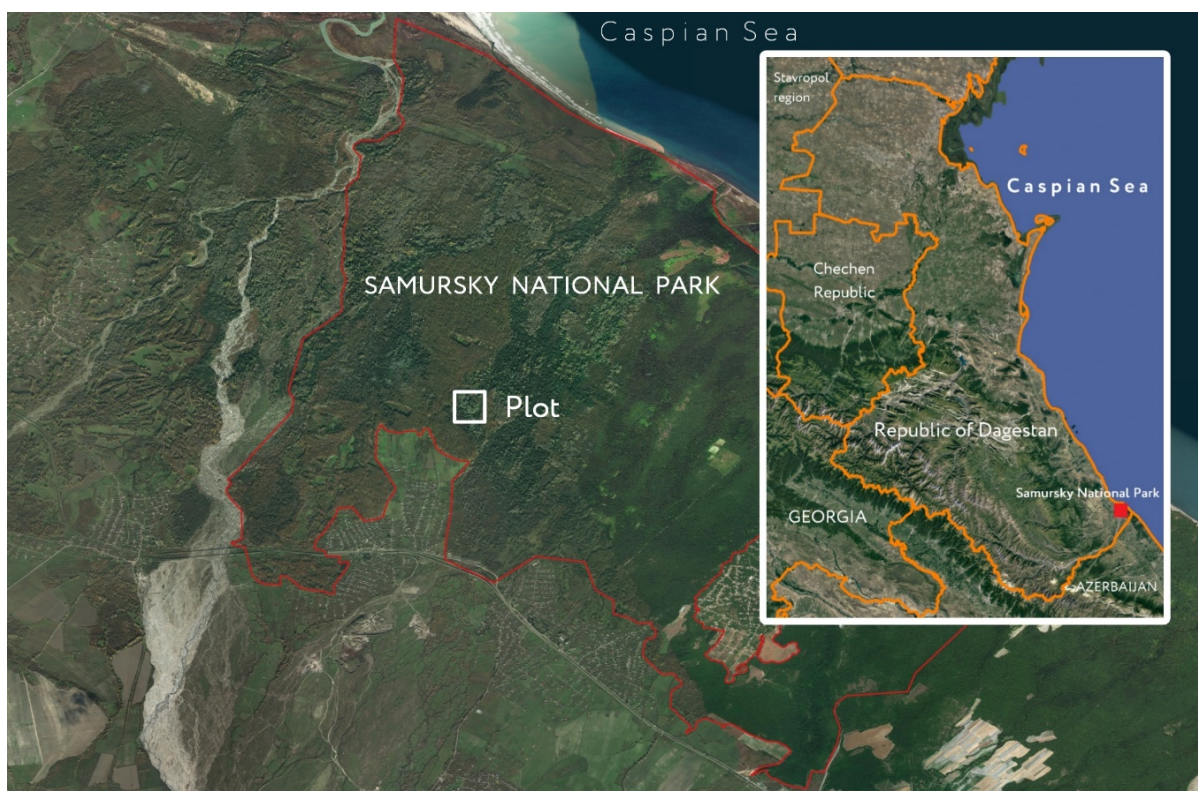 Caspian Sea
SAMURSKY NATIONAL PARK
Plot
Stavropol
region
Caspian Sea
Chechen
Republic
Republic of Dagestan
Samursky National Park
GEORGIA
AZERBAIJAN